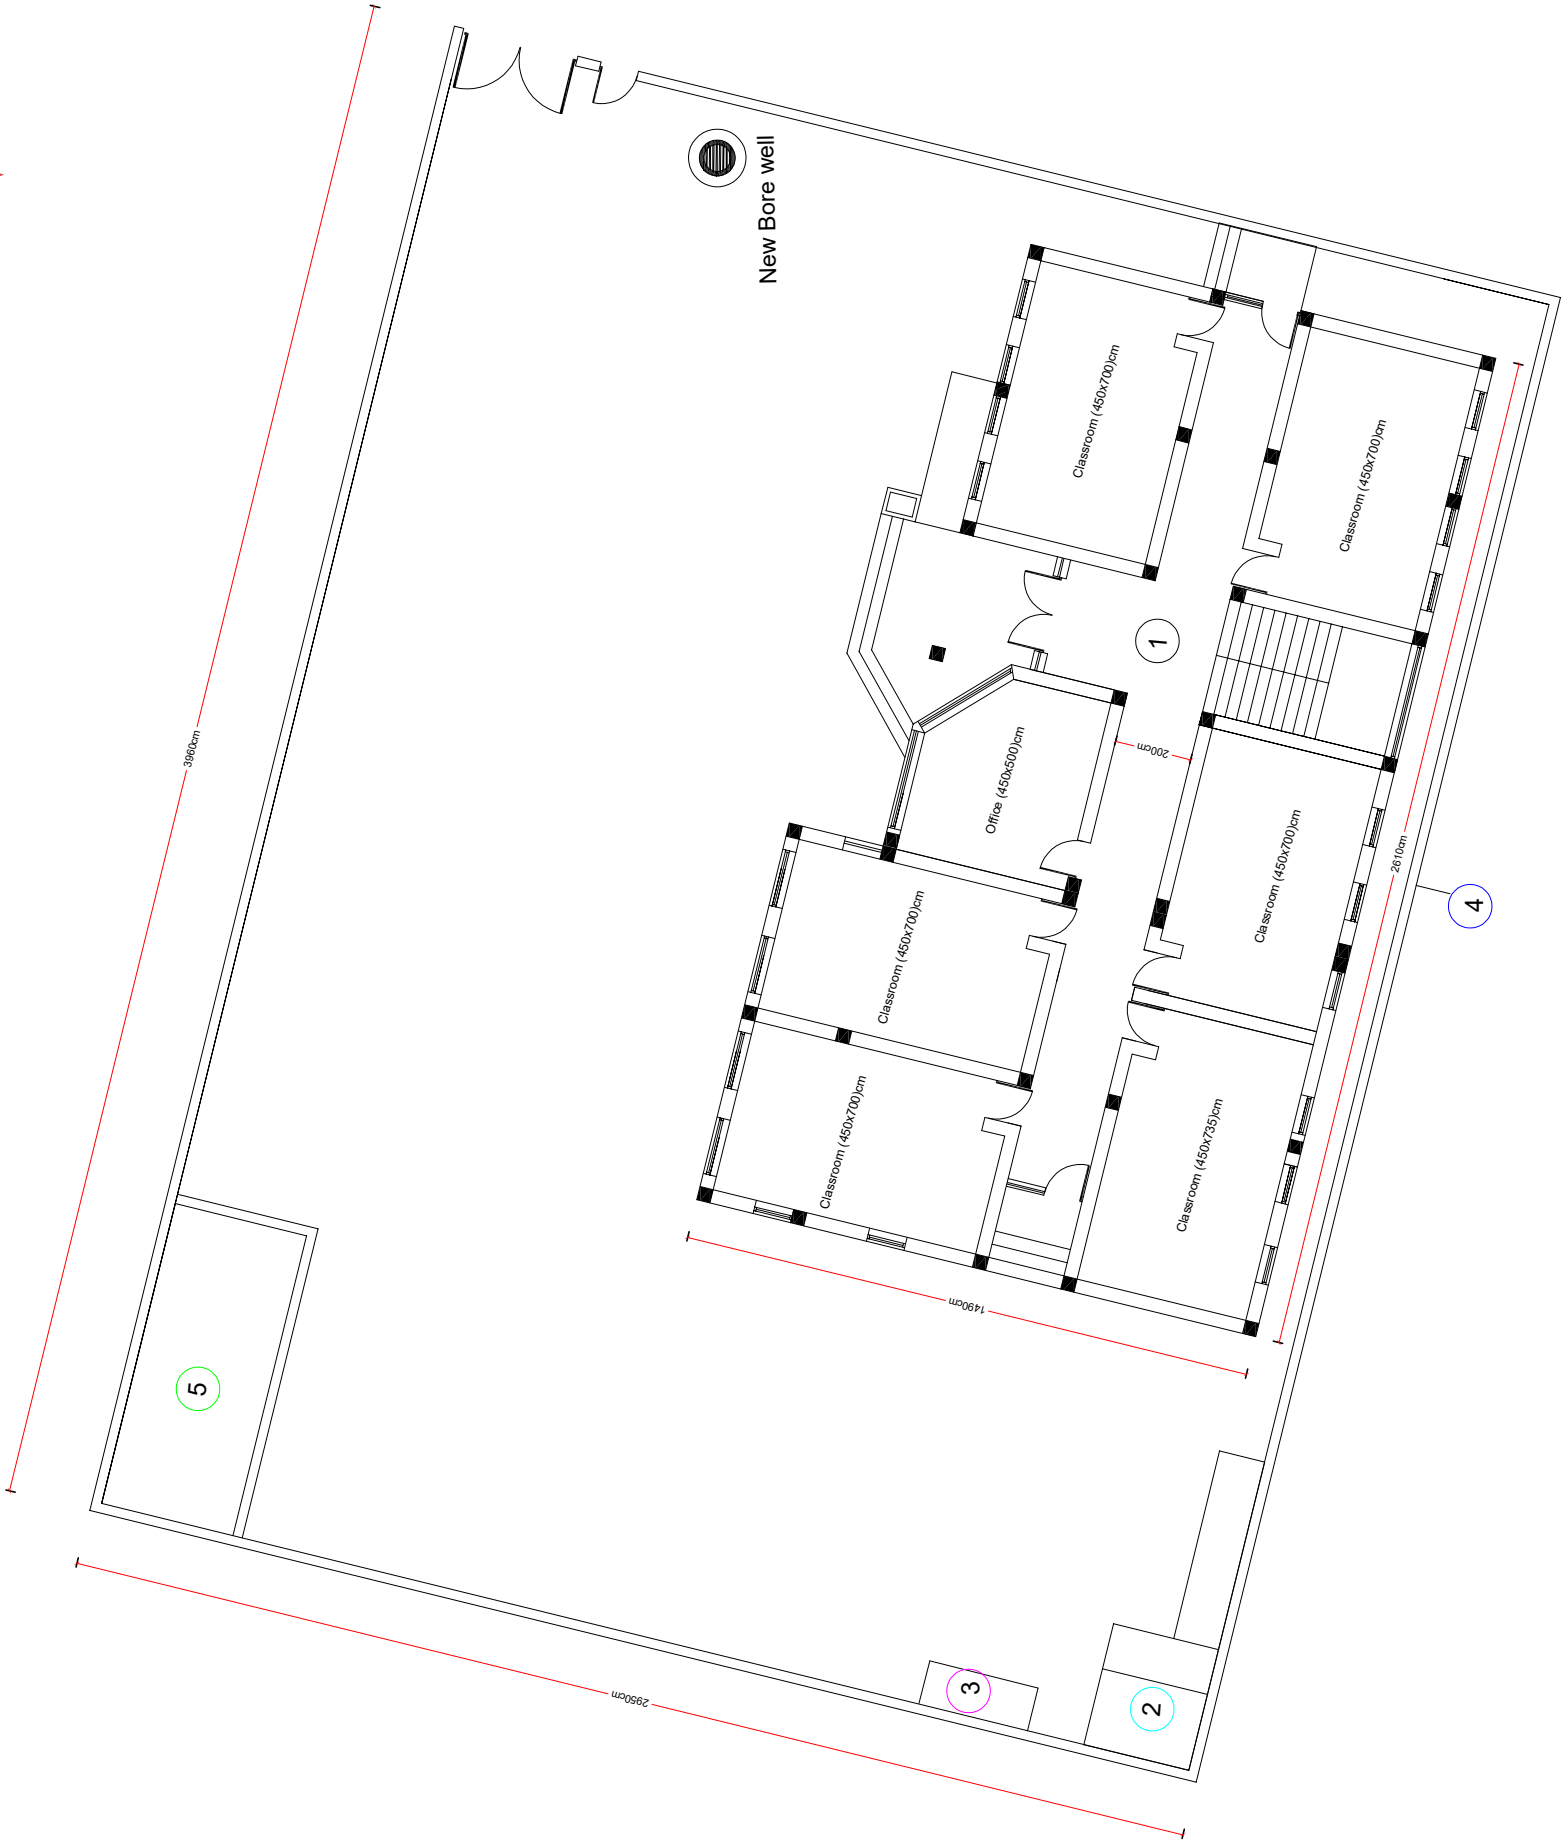 New Bore well
Classroom (450x700)cm
Classroom (450x700)cm
1
3960cm
200cm
Office (450x500)cm
Classroom (450x700)cm
2610cm
4
Classroom (450x700)cm
Classroom (450x700)cm
Classroom (450x735)cm
1490cm
5
3
2
2950cm